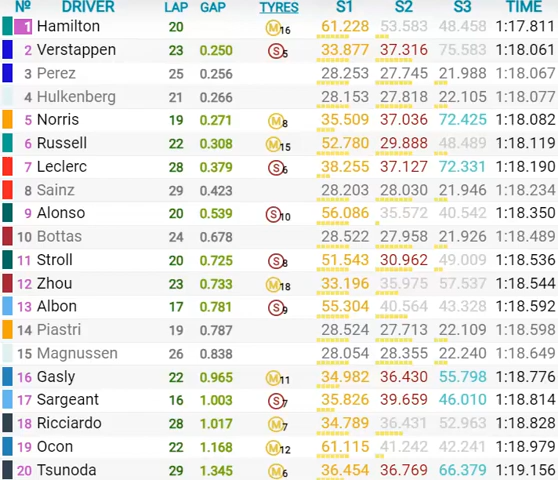 Nº DRIVER LAP GAP TYRES S1 S2 S3 TIME
1 Hamilton 20 M 16 61.228 53.583 48.458 1:17.811
2 Verstappen 23 0.250 S 5 33.877 37.316 75.583 1:18.061
3 Perez 25 0.256 28.253 27.745 21.988 1:18.067
4 Hulkenberg 21 0.266 28.153 27.818 22.105 1:18.077
5 Norris 19 0.271 M 8 35.509 37.036 72.425 1:18.082
6 Russell 22 0.308 M 15 52.780 29.888 48.489 1:18.119
7 Leclerc 28 0.379 S 6 38.255 37.127 72.331 1:18.190
8 Sainz 29 0.423 28.203 28.030 21.946 1:18.234
9 Alonso 20 0.539 S 10 56.086 35.572 40.542 1:18.350
10 Bottas 24 0.678 28.522 27.958 21.926 1:18.489
11 Stroll 20 0.725 S 8 51.543 30.962 49.009 1:18.536
12 Zhou 23 0.733 M 18 33.196 35.975 57.537 1:18.544
13 Albon 17 0.781 S 9 55.304 40.564 43.328 1:18.592
14 Piastri 19 0.787 28.524 27.713 22.109 1:18.598
15 Magnussen 26 0.838 28.054 28.355 22.240 1:18.649
16 Gasly 22 0.965 M 11 34.982 36.430 55.798 1:18.776
17 Sargeant 16 1.003 S 7 35.826 39.659 46.010 1:18.814
18 Ricciardo 28 1.017 M 7 34.789 36.431 52.963 1:18.828
19 Ocon 22 1.168 M 12 61.115 41.242 42.241 1:18.979
20 Tsunoda 29 1.345 M 6 36.454 36.769 66.379 1:19.156